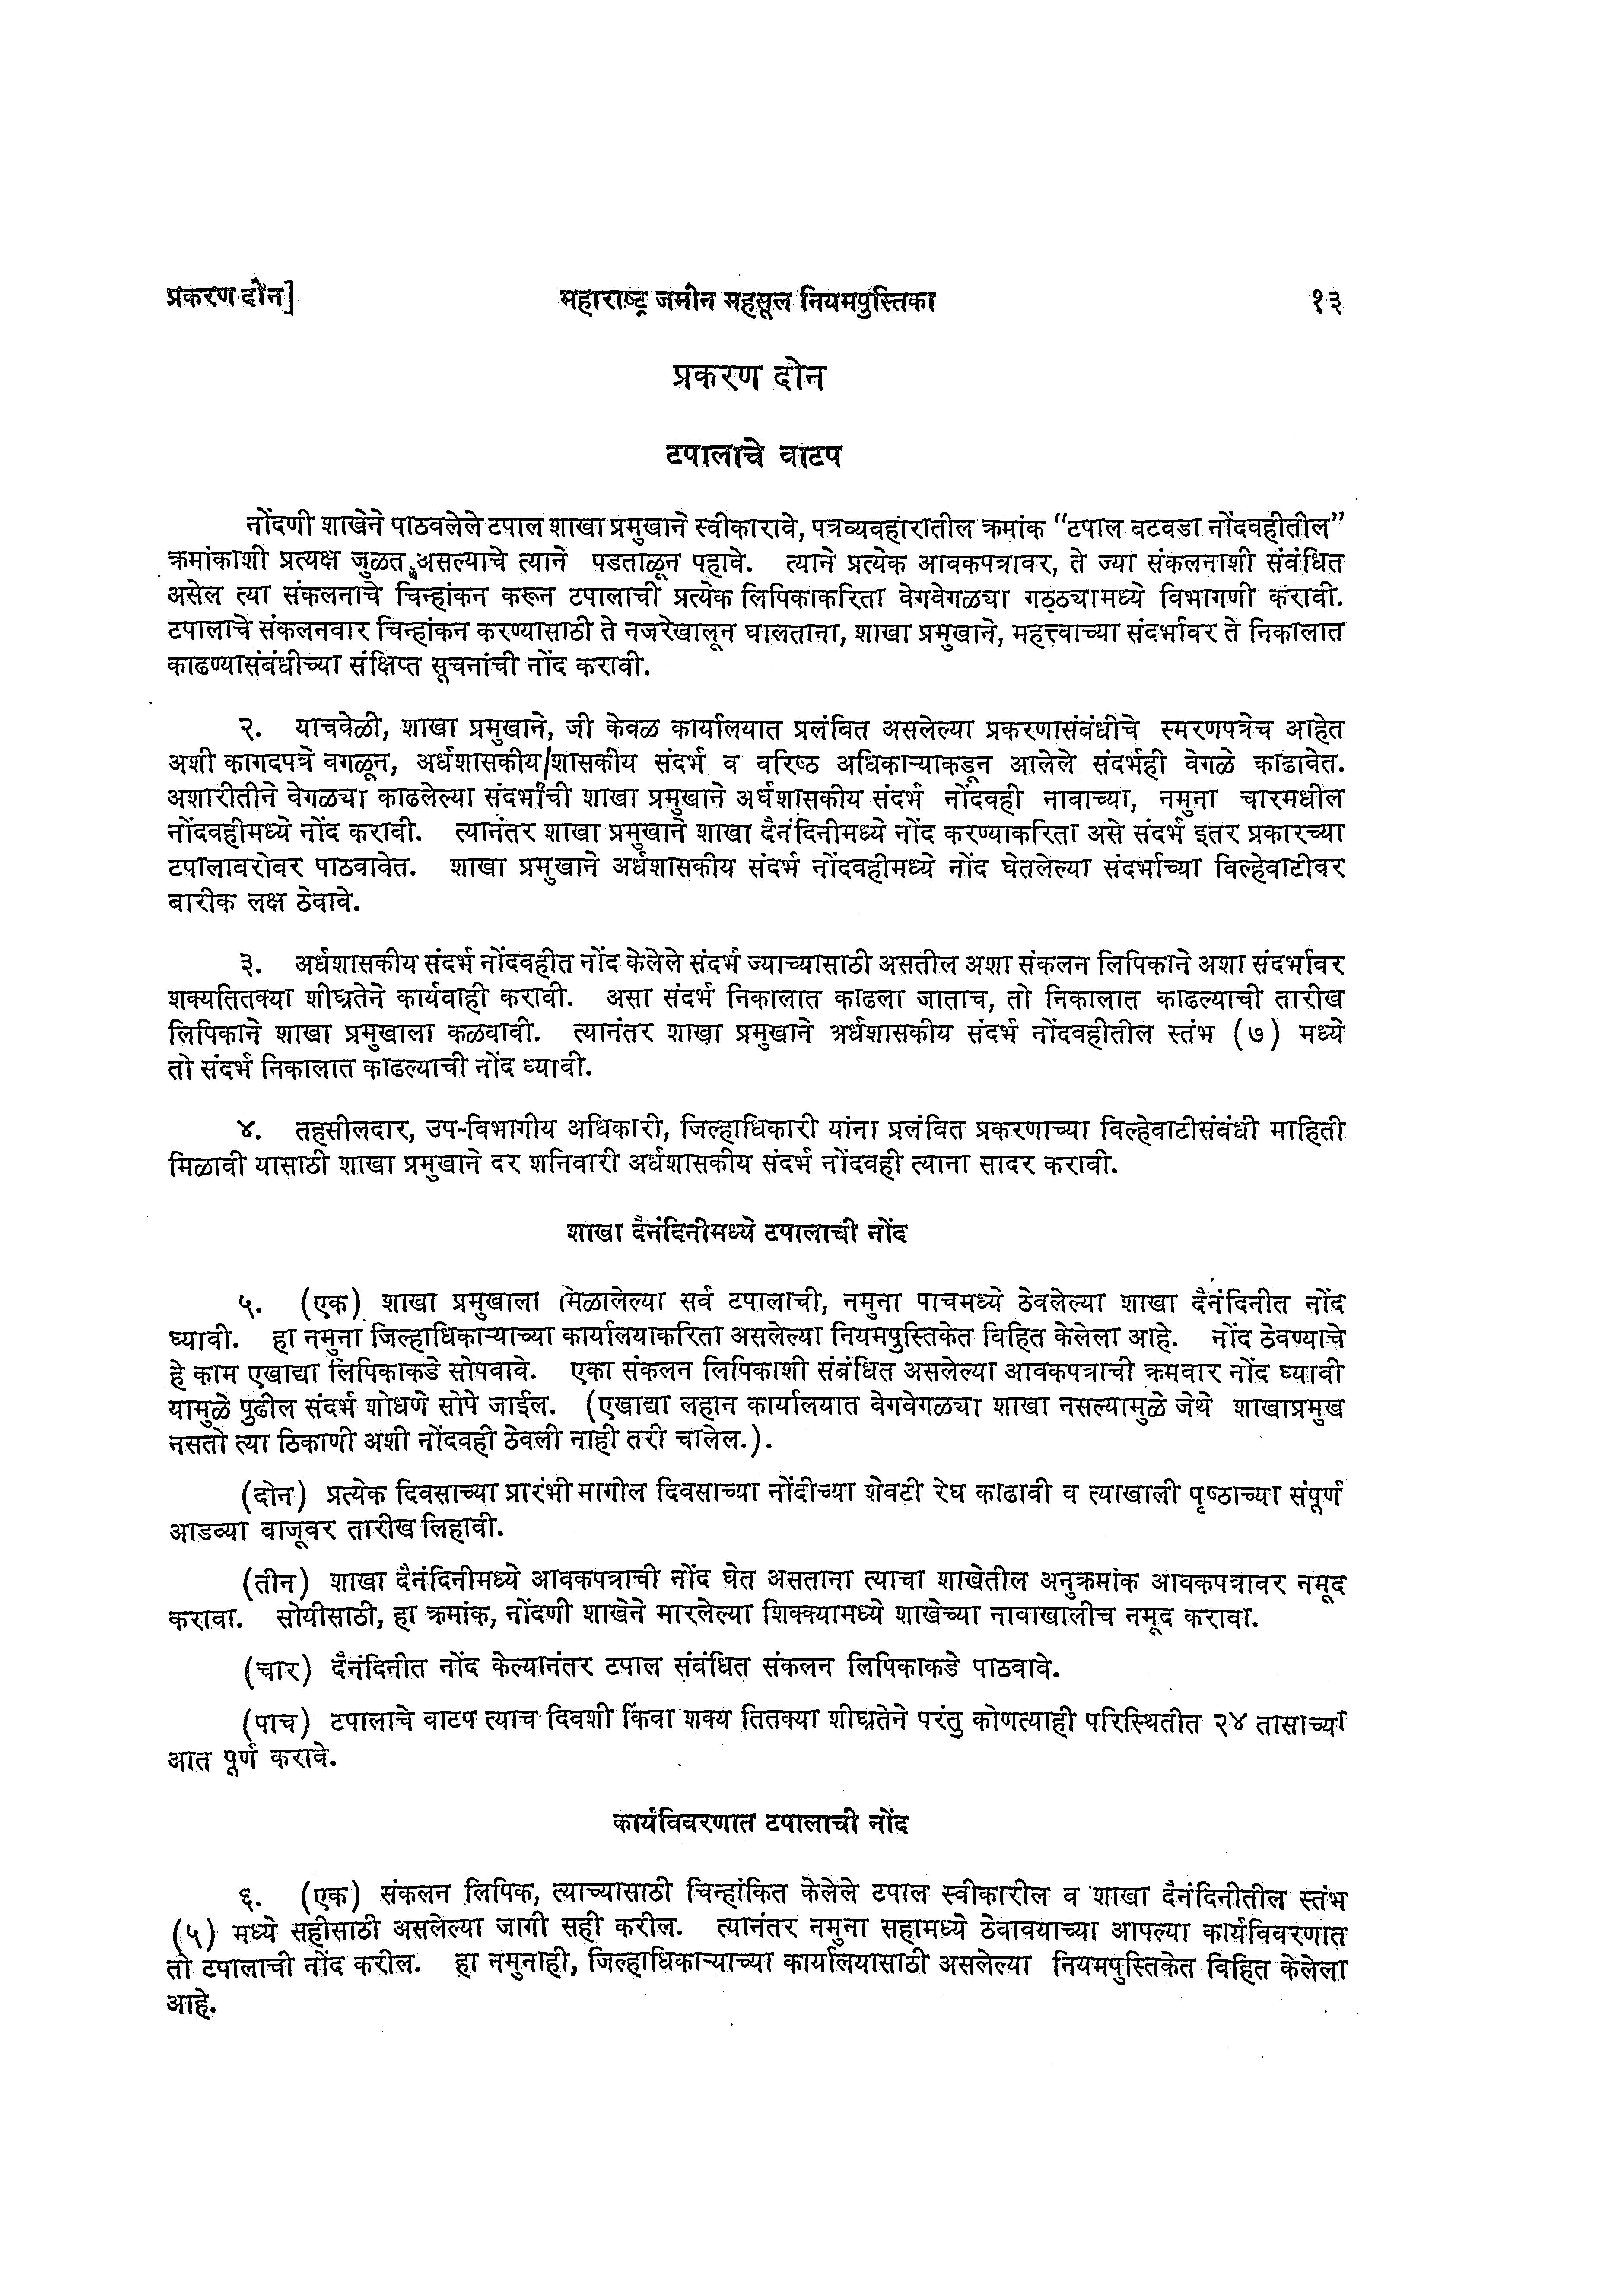 प्रकरण दोन]
महाराष्ट्र जमीन महसूल नियमपुस्तिका
१३
प्रकरण दोन
टपालाचे वाटप
नोंदणी शाखेने पाठवलेले टपाल शाखा प्रमुखाने स्वीकारावे, पत्रव्यवहारातील क्रमांक “टपाल बटवडा नोंदवहीतील”
क्रमांकाशी प्रत्यक्ष जुळत असल्याचे त्याने पडताळून पहावे. त्याने प्रत्येक आवकपत्रावर, ते ज्या संकलनाशी संबंधित
असेल त्या संकलनाचे चिन्हांकन करून टपालाची प्रत्येक लिपिकाकरिता वेगवेगळ्या गठ्ठ्यामध्ये विभागणी करावी.
टपालाचे संकलनवार चिन्हांकन करण्यासाठी ते नजरेखालून घालताना, शाखा प्रमुखाने, महत्त्वाच्या संदर्भावर ते निकालात
काढण्यासंबंधीच्या संक्षिप्त सूचनांची नोंद करावी.
२. याचवेळी, शाखा प्रमुखाने, जी केवळ कार्यालयात प्रलंबित असलेल्या प्रकरणासंबंधीचे स्मरणपत्रेच आहेत
अशी कागदपत्रे वगळून, अर्धशासकीय/शासकीय संदर्भ व वरिष्ठ अधिकाऱ्याकडून आलेले संदर्भही वेगळे काढावेत.
अशारीतीने वेगळ्या काढलेल्या संदर्भांची शाखा प्रमुखाने अर्धशासकीय संदर्भ नोंदवही नावाच्या, नमुना चारमधील
नोंदवहीमध्ये नोंद करावी. त्यानंतर शाखा प्रमुखाने शाखा दैनंदिनीमध्ये नोंद करण्याकरिता असे संदर्भ इतर प्रकारच्या
टपालाबरोबर पाठवावेत. शाखा प्रमुखाने अर्धशासकीय संदर्भ नोंदवहीमध्ये नोंद घेतलेल्या संदर्भाच्या विल्हेवाटीवर
बारीक लक्ष ठेवावे.
३. अर्धशासकीय संदर्भ नोंदवहीत नोंद केलेले संदर्भ ज्याच्यासाठी असतील अशा संकलन लिपिकाने अशा संदर्भावर
शक्यतितक्या शीघ्रतेने कार्यवाही करावी. असा संदर्भ निकालात काढला जाताच, तो निकालात काढल्याची तारीख
लिपिकाने शाखा प्रमुखाला कळवावी. त्यानंतर शाखा प्रमुखाने अर्धशासकीय संदर्भ नोंदवहीतील स्तंभ (७) मध्ये
तो संदर्भ निकालात काढल्याची नोंद घ्यावी.
४. तहसीलदार, उप-विभागीय अधिकारी, जिल्हाधिकारी यांना प्रलंबित प्रकरणाच्या विल्हेवाटीसंबंधी माहिती
मिळावी यासाठी शाखा प्रमुखाने दर शनिवारी अर्धशासकीय संदर्भ नोंदवही त्याना सादर करावी.
शाखा दैनंदिनीमध्ये टपालाची नोंद
५. (एक) शाखा प्रमुखाला मिळालेल्या सर्व टपालाची, नमुना पाचमध्ये ठेवलेल्या शाखा दैनंदिनीत नोंद
घ्यावी. हा नमुना जिल्हाधिकाऱ्याच्या कार्यालयाकरिता असलेल्या नियमपुस्तिकेत विहित केलेला आहे. नोंद ठेवण्याचे
हे काम एखाद्या लिपिकाकडे सोपवावे. एका संकलन लिपिकाशी संबंधित असलेल्या आवकपत्राची क्रमवार नोंद घ्यावी
यामुळे पुढील संदर्भ शोधणे सोपे जाईल. (एखाद्या लहान कार्यालयात वेगवेगळ्या शाखा नसल्यामुळे जेथे शाखाप्रमुख
नसतो त्या ठिकाणी अशी नोंदवही ठेवली नाही तरी चालेल.).
(दोन) प्रत्येक दिवसाच्या प्रारंभी मागील दिवसाच्या नोंदीच्या शेवटी रेघ काढावी व त्याखाली पृष्ठाच्या संपूर्ण
आडव्या बाजूवर तारीख लिहावी.
(तीन) शाखा दैनंदिनीमध्ये आवकपत्राची नोंद घेत असताना त्याचा शाखेतील अनुक्रमांक आवकपत्रावर नमूद
करावा. सोयीसाठी, हा क्रमांक, नोंदणी शाखेने मारलेल्या शिक्क्यामध्ये शाखेच्या नावाखालीच नमूद करावा.
(चार) दैनंदिनीत नोंद केल्यानंतर टपाल संबंधित संकलन लिपिकाकडे पाठवावे.
(पाच) टपालाचे वाटप त्याच दिवशी किंवा शक्य तितक्या शीघ्रतेने परंतु कोणत्याही परिस्थितीत २४ तासाच्या
आत पूर्ण करावे.
कार्यविवरणात टपालाची नोंद
६. (एक) संकलन लिपिक, त्याच्यासाठी चिन्हांकित केलेले टपाल स्वीकारील व शाखा दैनंदिनीतील स्तंभ
(५) मध्ये सहीसाठी असलेल्या जागी सही करील. त्यानंतर नमुना सहामध्ये ठेवावयाच्या आपल्या कार्यविवरणात
तो टपालाची नोंद करील. हा नमुनाही, जिल्हाधिकाऱ्याच्या कार्यालयासाठी असलेल्या नियमपुस्तिकेत विहित केलेला
आहे.